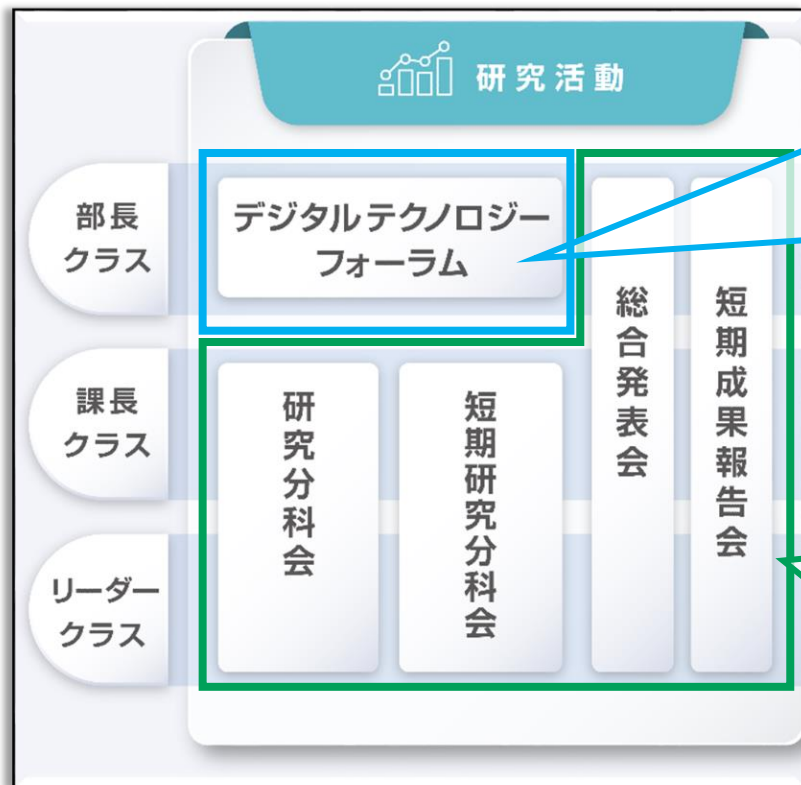 研究活動
部長
クラス
デジタルテクノロジー
フォーラム
総合発表会
短期成果報告会
課長
クラス
研究分科会
短期研究分科会
リーダー
クラス